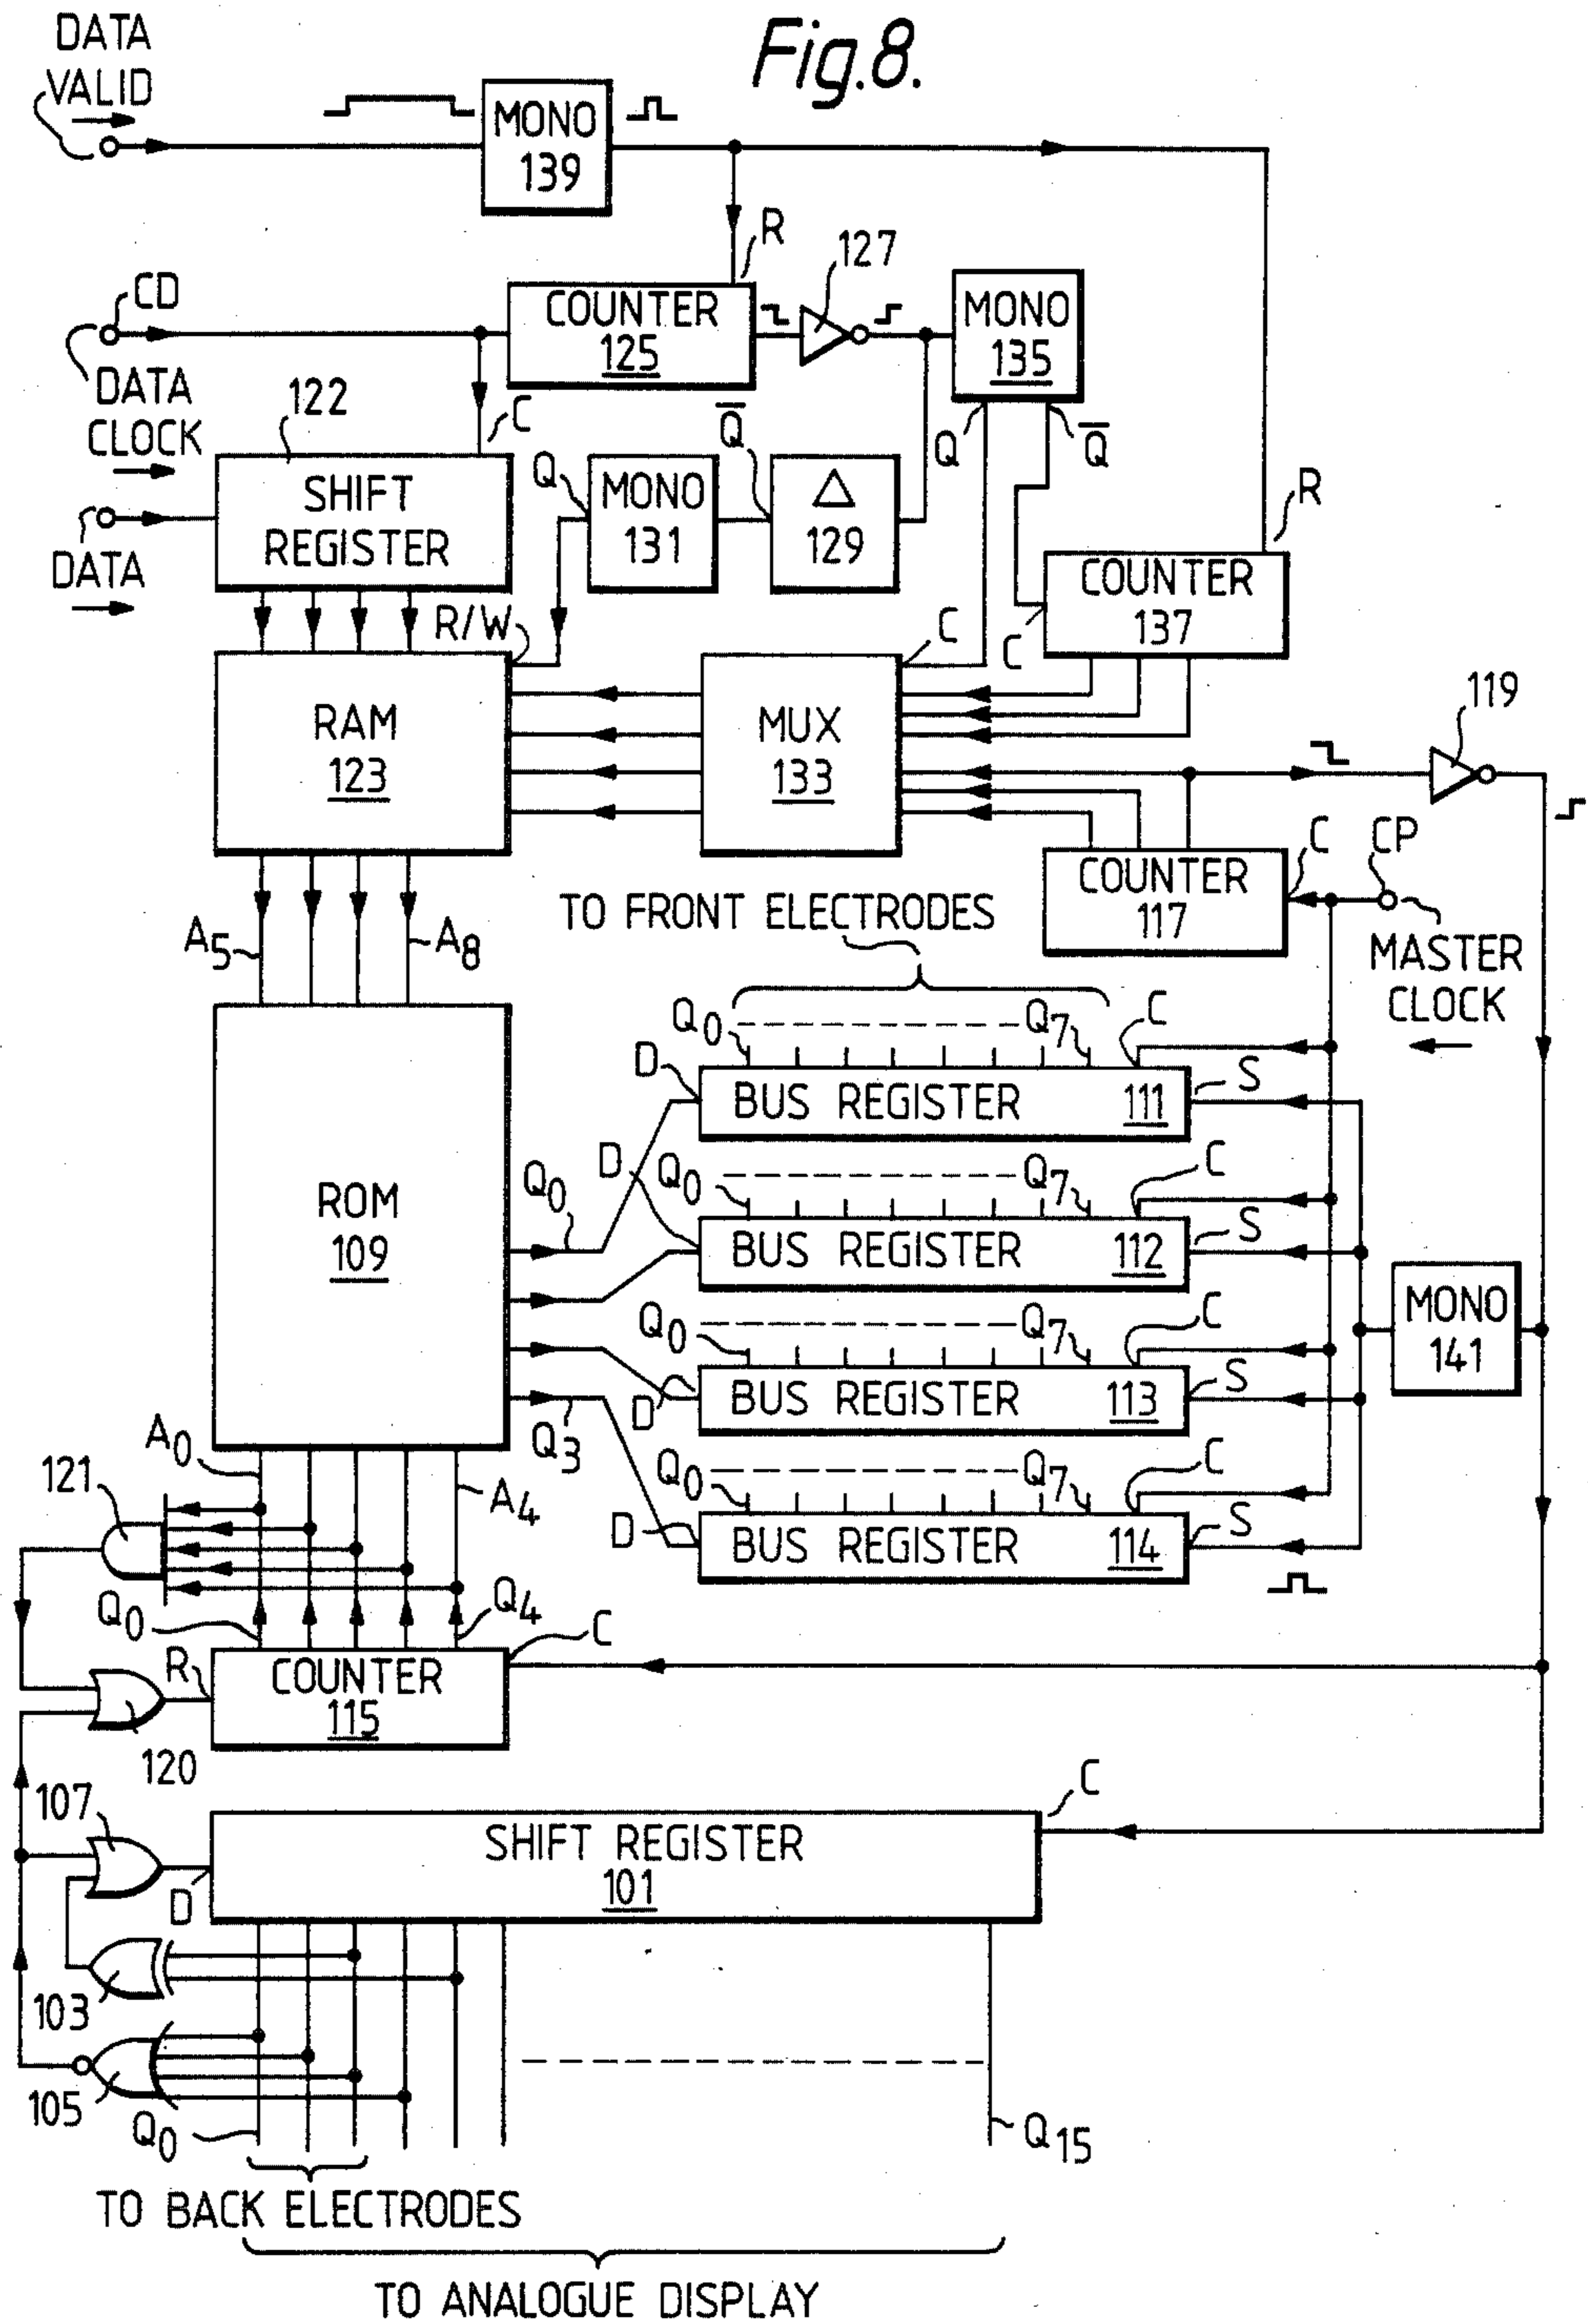 Fig.8.
DATA
VALID
MONO
139
R
127
CD
COUNTER
125
MONO
135
DATA
CLOCK
122
C
Q
Q̅
Q̅
Q
SHIFT
REGISTER
MONO
131
Δ
129
R
DATA
R/W
C
C
COUNTER
137
RAM
123
MUX
133
119
C
CP
COUNTER
117
MASTER
CLOCK
TO FRONT ELECTRODES
A5
A8
Q0
Q7
C
D
BUS REGISTER 111
S
ROM
109
Q0
D
Q0
Q7
C
BUS REGISTER 112
S
MONO
141
Q0
Q7
C
D
BUS REGISTER 113
S
Q3
A0
121
A4
Q0
Q7
C
D
BUS REGISTER 114
S
Q0
Q4
C
R
COUNTER
115
120
107
C
D
SHIFT REGISTER
101
103
105
Q0
Q15
TO BACK ELECTRODES
TO ANALOGUE DISPLAY